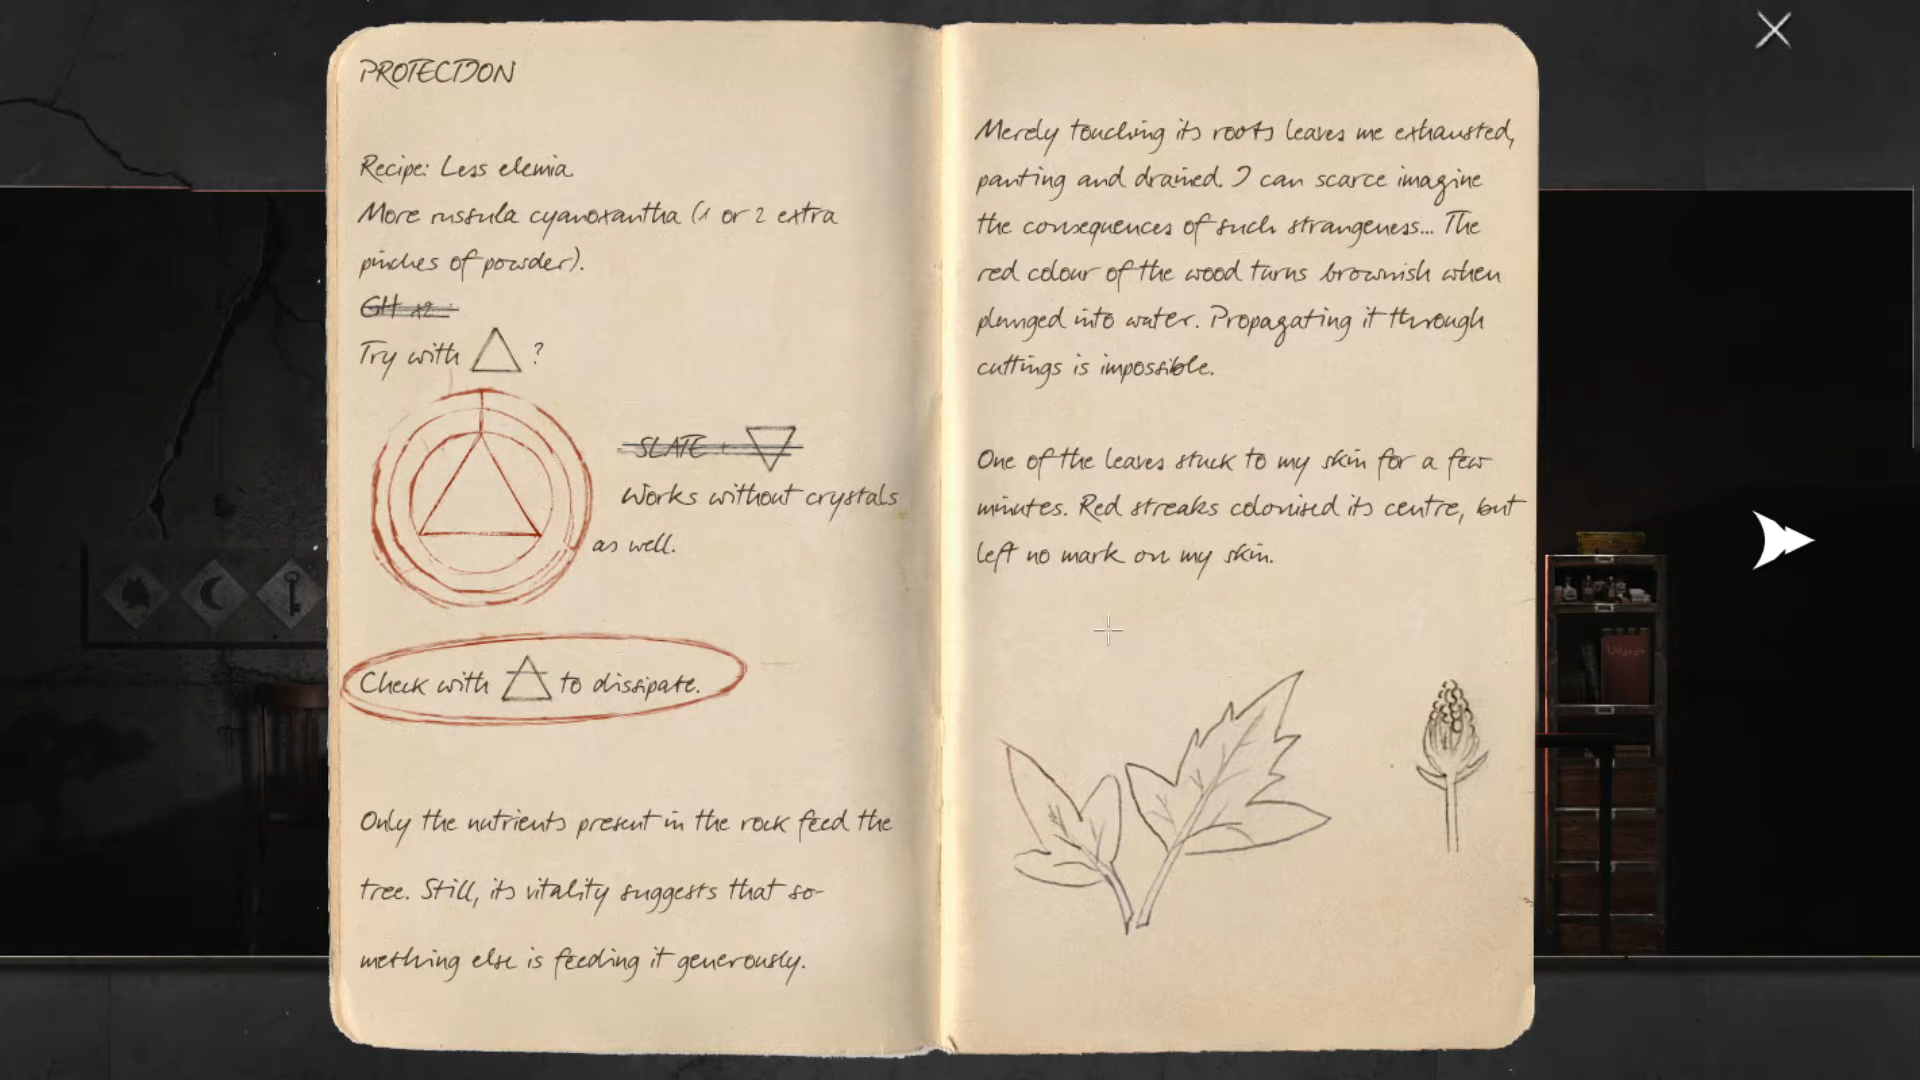 PROTECTION
Recipe: Less elemia.
More russula cyanoxantha (1 or 2 extra
pinches of powder).
GH x2
Try with △ ?
SLATE + ▽
Works without crystals
as well.
Check with 🜁 to dissipate.
Only the nutrients present in the rock feed the
tree. Still, its vitality suggests that so-
mething else is feeding it generously.
Merely touching its roots leaves me exhausted,
panting and drained. I can scarce imagine
the consequences of such strangeness... The
red colour of the wood turns brownish when
plunged into water. Propagating it through
cuttings is impossible.
One of the leaves stuck to my skin for a few
minutes. Red streaks colonised its centre, but
left no mark on my skin.